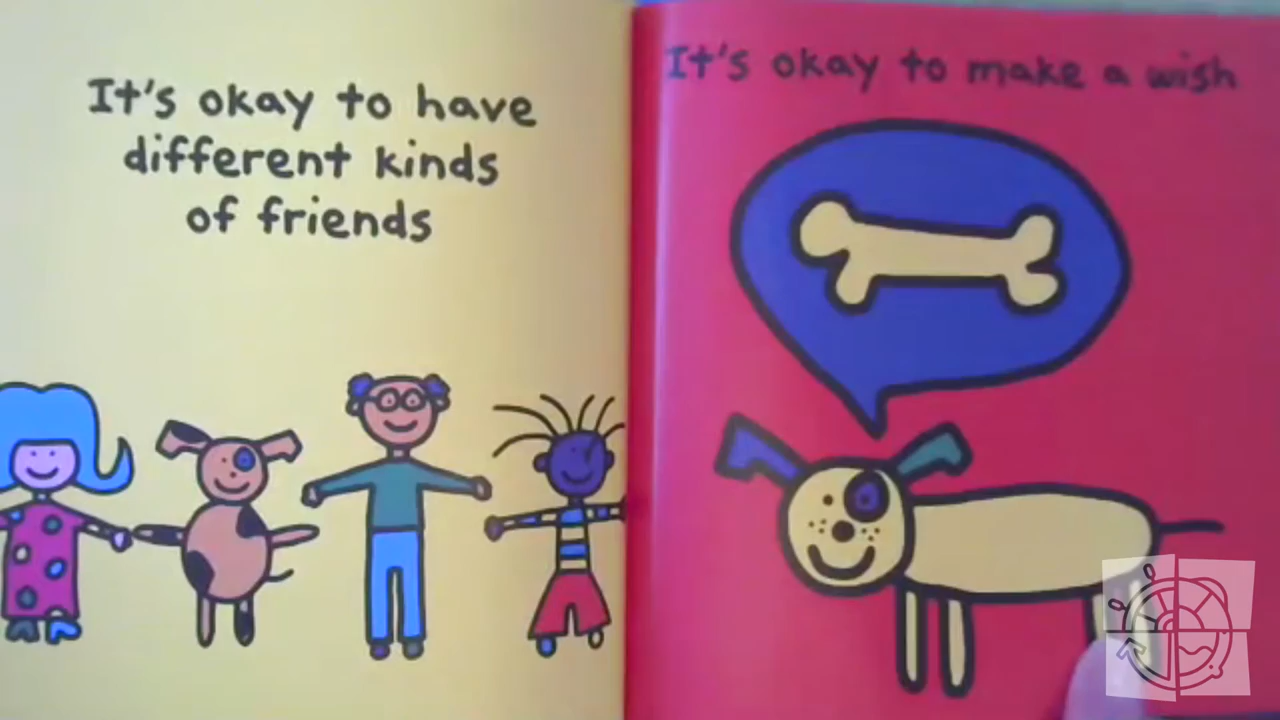 It's okay to have
different kinds
of friends
It's okay to make a wish